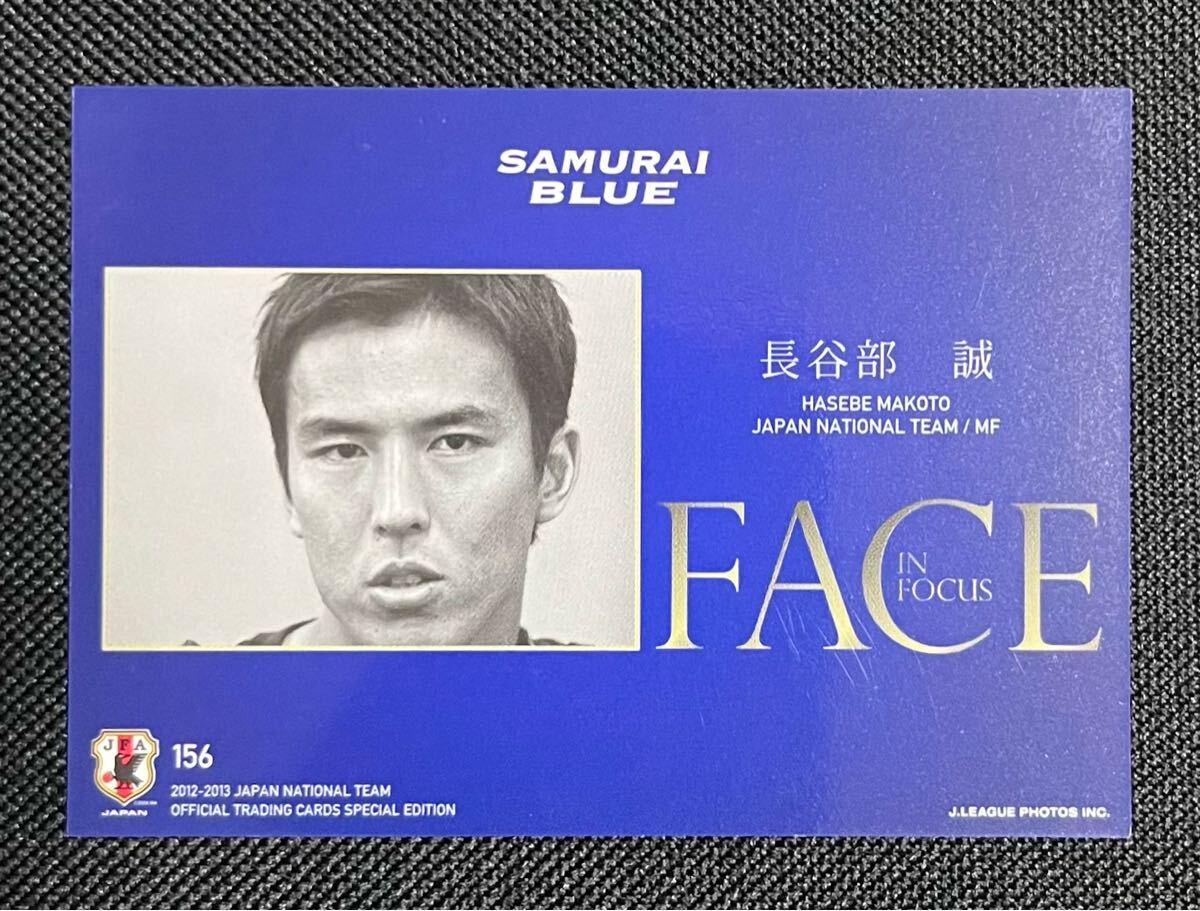 SAMURAI
BLUE
長谷部　誠
HASEBE MAKOTO
JAPAN NATIONAL TEAM / MF
FACE
IN
FOCUS
JFA
JAPAN
156
2012-2013 JAPAN NATIONAL TEAM
OFFICIAL TRADING CARDS SPECIAL EDITION
J.LEAGUE PHOTOS INC.